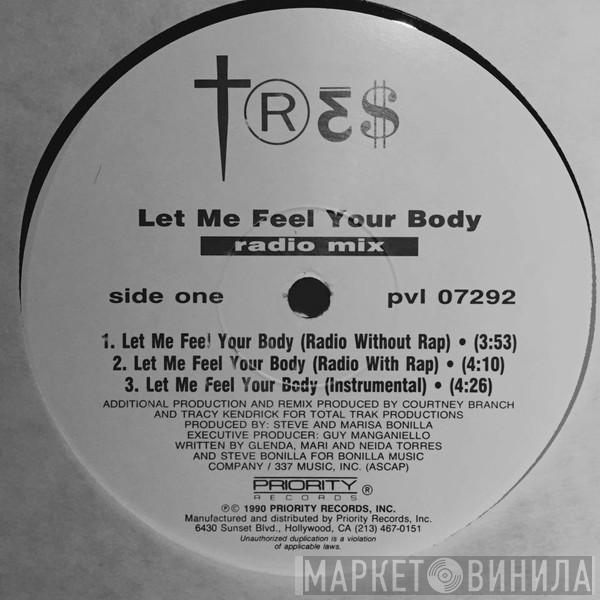 †Rƹ$
Let Me Feel Your Body
radio mix
side one
pvl 07292
1. Let Me Feel Your Body (Radio Without Rap) • (3:53)
2. Let Me Feel Your Body (Radio With Rap) • (4:10)
3. Let Me Feel Your Body (Instrumental) • (4:26)
ADDITIONAL PRODUCTION AND REMIX PRODUCED BY COURTNEY BRANCH
AND TRACY KENDRICK FOR TOTAL TRAK PRODUCTIONS
PRODUCED BY: STEVE AND MARISA BONILLA
EXECUTIVE PRODUCER: GUY MANGANIELLO
WRITTEN BY GLENDA, MARI AND NEIDA TORRES
AND STEVE BONILLA FOR BONILLA MUSIC
COMPANY / 337 MUSIC, INC. (ASCAP)
PRIORITY
RECORDS ®
℗© 1990 PRIORITY RECORDS, INC.
Manufactured and distributed by Priority Records, Inc.
6430 Sunset Blvd., Hollywood, CA (213) 467-0151
Unauthorized duplication is a violation
of applicable laws.
МАРКЕТ ВИНИЛА